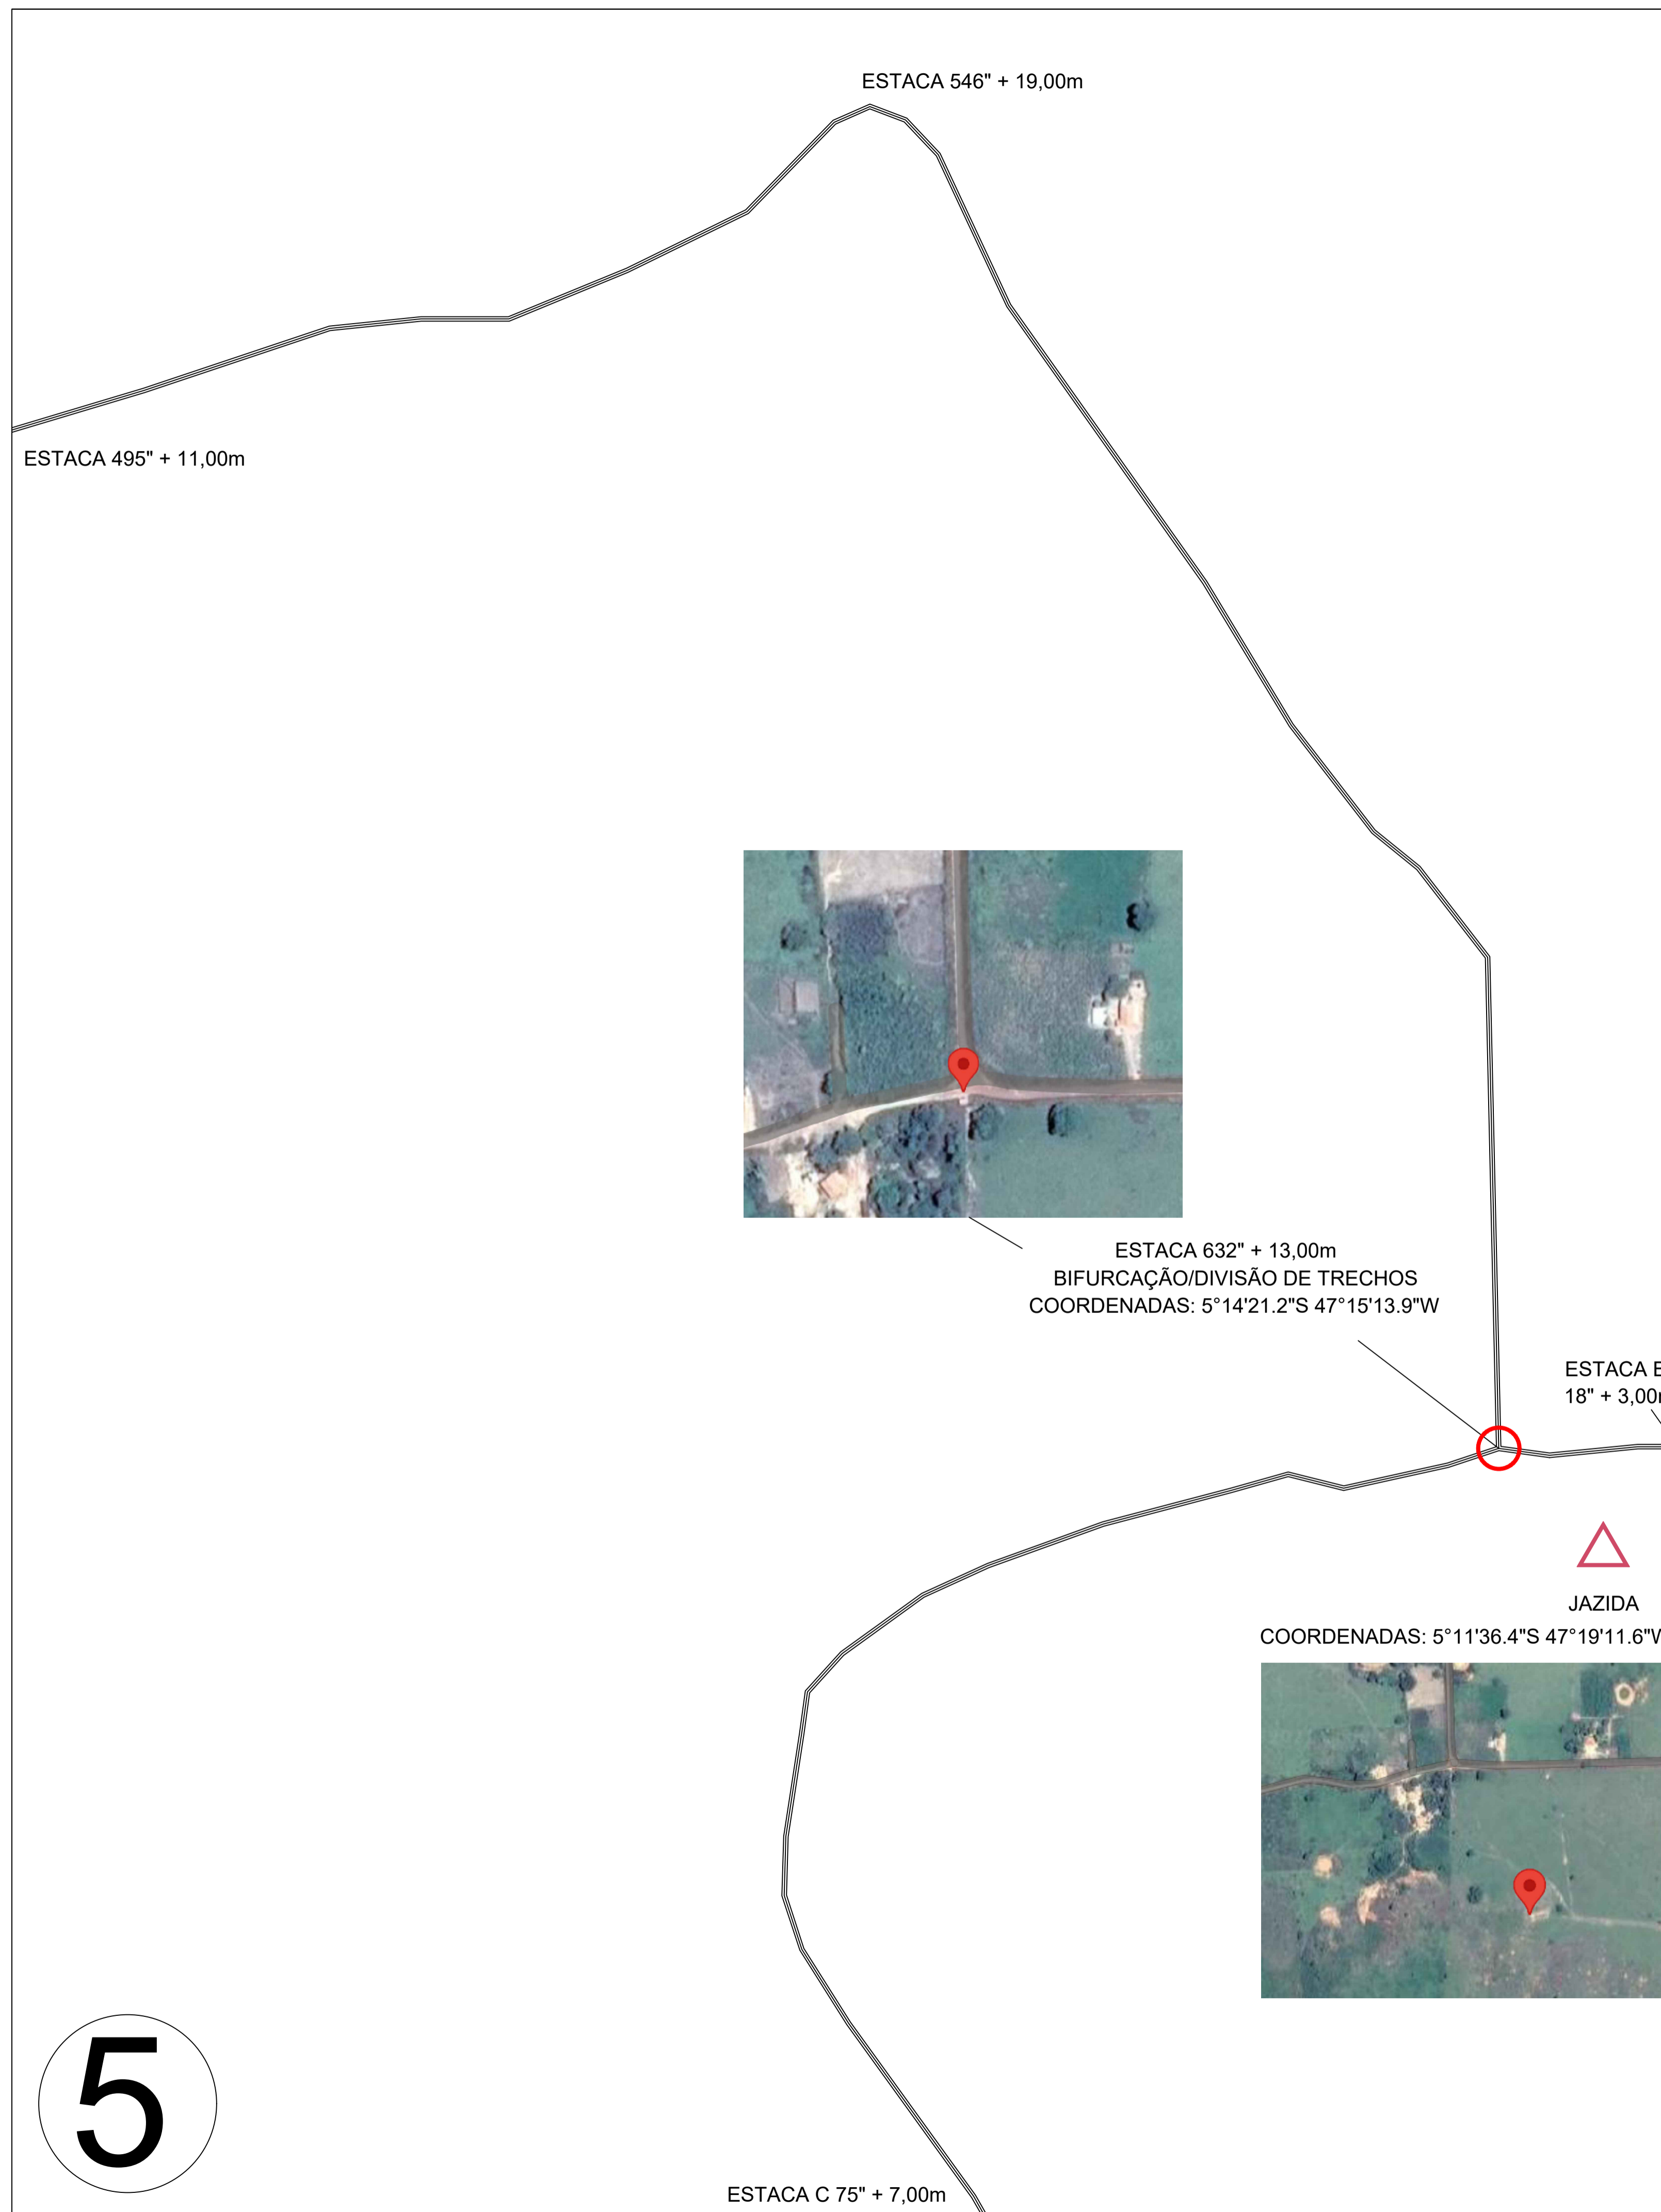 ESTACA 546" + 19,00m
ESTACA 495" + 11,00m
ESTACA 632" + 13,00m
BIFURCAÇÃO/DIVISÃO DE TRECHOS
COORDENADAS: 5°14'21.2"S 47°15'13.9"W
ESTACA
18" + 3,00
JAZIDA
COORDENADAS: 5°11'36.4"S 47°19'11.6"W
5
ESTACA C 75" + 7,00m